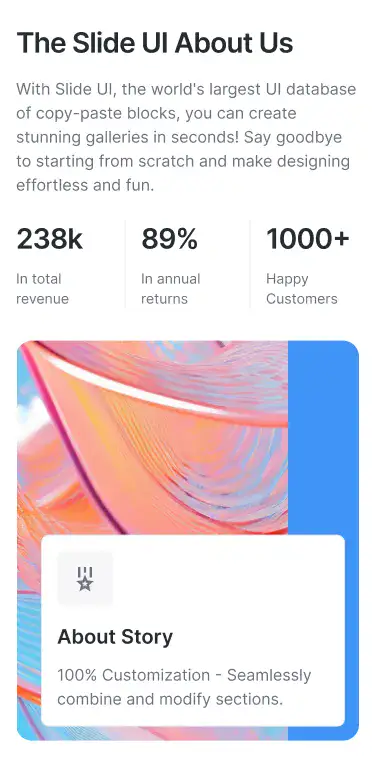 The Slide UI About Us
With Slide UI, the world's largest UI database
of copy-paste blocks, you can create
stunning galleries in seconds! Say goodbye
to starting from scratch and make designing
effortless and fun.
238k
In total
revenue
89%
In annual
returns
1000+
Happy
Customers
About Story
100% Customization - Seamlessly
combine and modify sections.